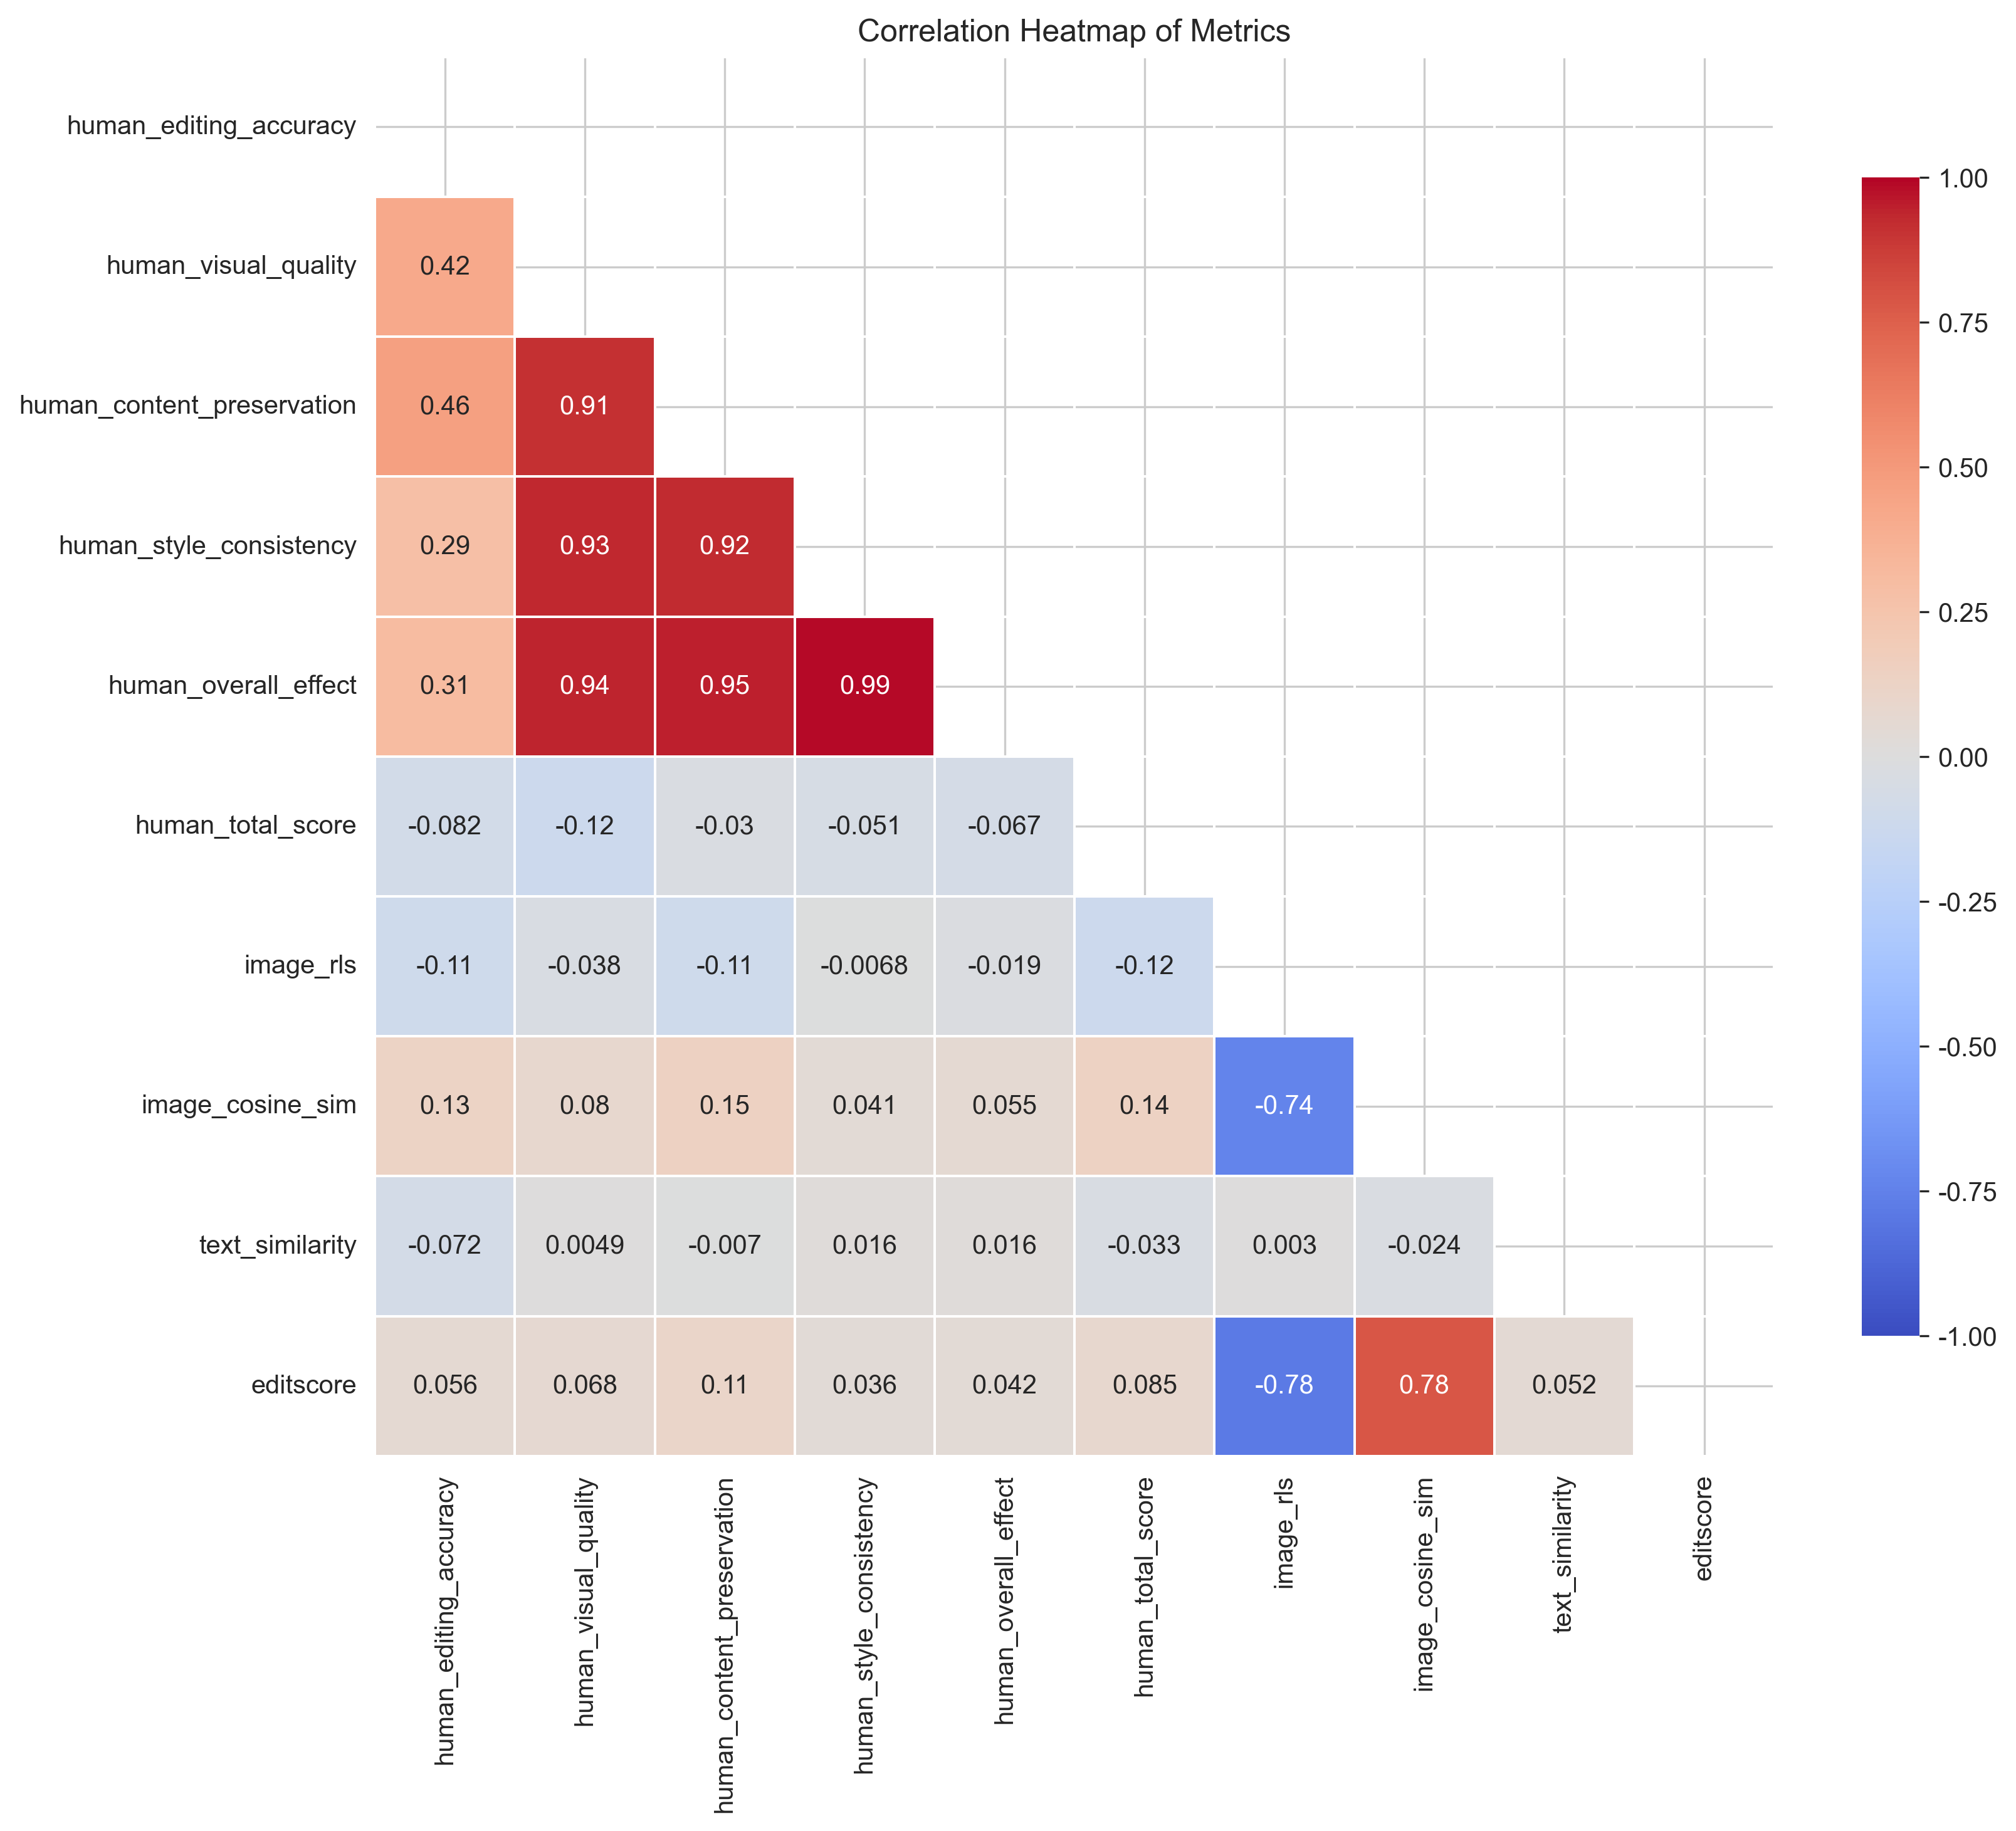 Correlation Heatmap of Metrics
human_editing_accuracy
human_visual_quality 0.42
human_content_preservation 0.46 0.91
human_style_consistency 0.29 0.93 0.92
human_overall_effect 0.31 0.94 0.95 0.99
human_total_score -0.082 -0.12 -0.03 -0.051 -0.067
image_rls -0.11 -0.038 -0.11 -0.0068 -0.019 -0.12
image_cosine_sim 0.13 0.08 0.15 0.041 0.055 0.14 -0.74
text_similarity -0.072 0.0049 -0.007 0.016 0.016 -0.033 0.003 -0.024
editscore 0.056 0.068 0.11 0.036 0.042 0.085 -0.78 0.78 0.052
human_editing_accuracy
human_visual_quality
human_content_preservation
human_style_consistency
human_overall_effect
human_total_score
image_rls
image_cosine_sim
text_similarity
editscore
1.00
0.75
0.50
0.25
0.00
-0.25
-0.50
-0.75
-1.00